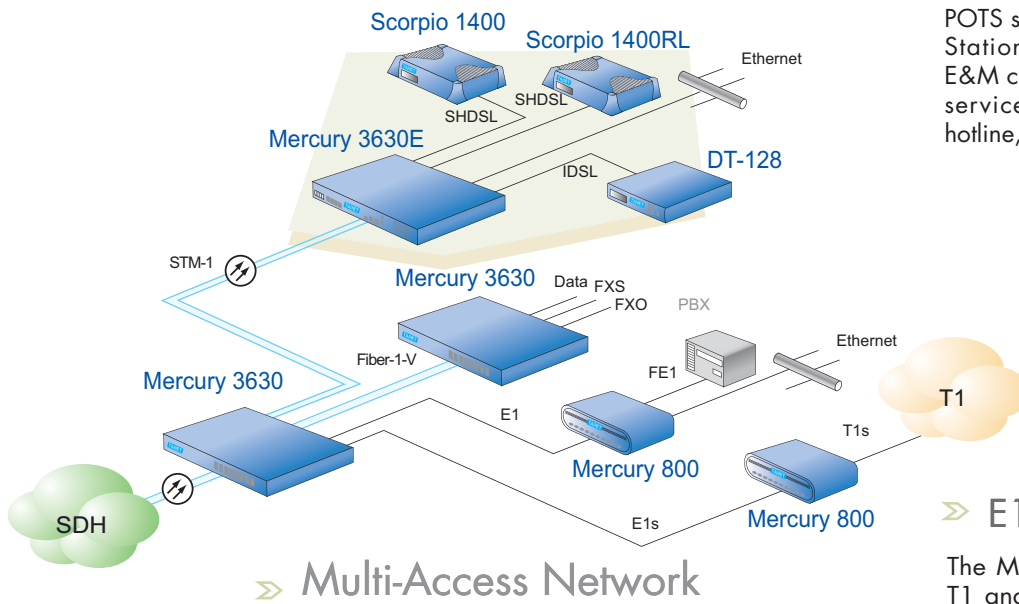 Scorpio 1400
Scorpio 1400RL
Ethernet
SHDSL
SHDSL
Mercury 3630E
IDSL
DT-128
STM-1
Mercury 3630
Data
FXS
FXO
PBX
Fiber-1-V
Ethernet
FE1
Mercury 3630
E1
T1
Mercury 800
T1s
SDH
E1s
Mercury 800
Multi-Access Network
POTS s
Station
E&M c
service
hotline,
E1
The M
T1 and